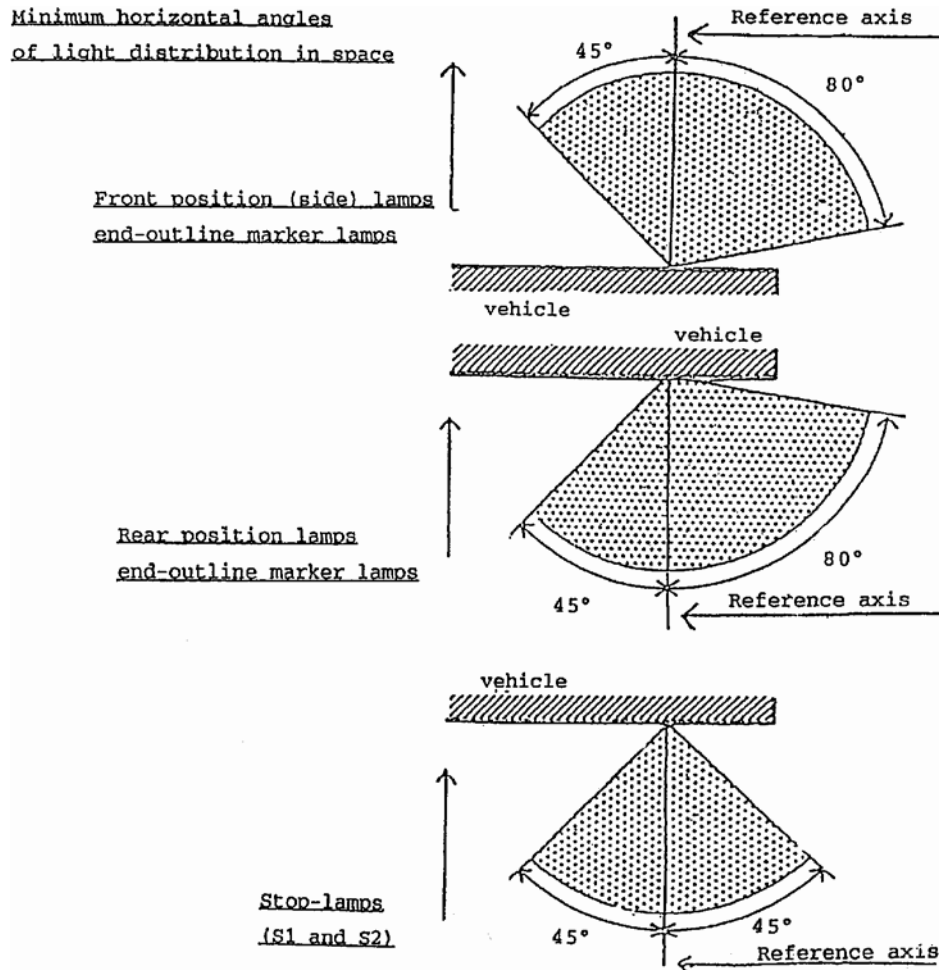 Minimum horizontal angles
of light distribution in space
Reference axis
45°
80°
Front position (side) lamps
end-outline marker lamps
vehicle
vehicle
Rear position lamps
end-outline marker lamps
80°
45°
Reference axis
vehicle
Stop-lamps
(S1 and S2)
45°
45°
Reference axis